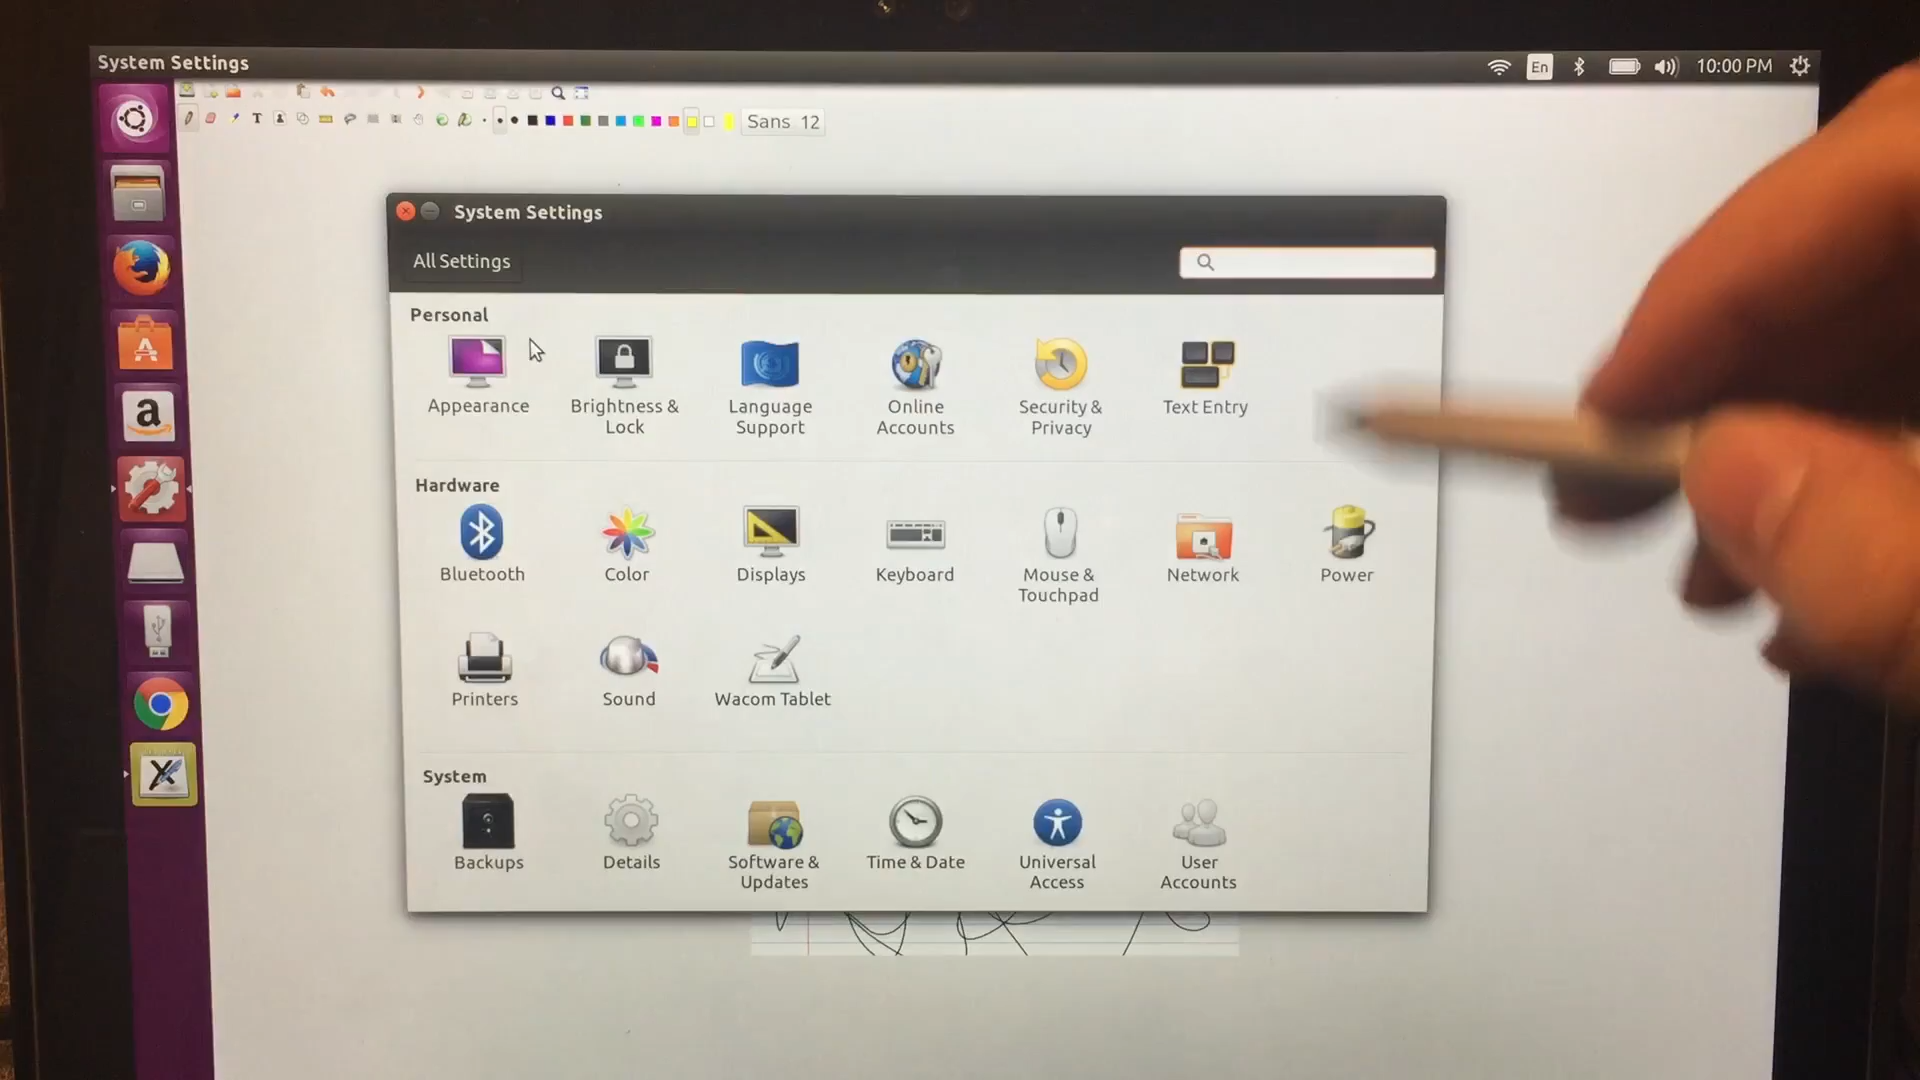 System Settings
En
10:00 PM
T
Sans 12
System Settings
All Settings
Personal
Appearance
Brightness &
Lock
Language
Support
Online
Accounts
Security &
Privacy
Text Entry
Hardware
Bluetooth
Color
Displays
Keyboard
Mouse &
Touchpad
Network
Power
Printers
Sound
Wacom Tablet
System
Backups
Details
Software &
Updates
Time & Date
Universal
Access
User
Accounts